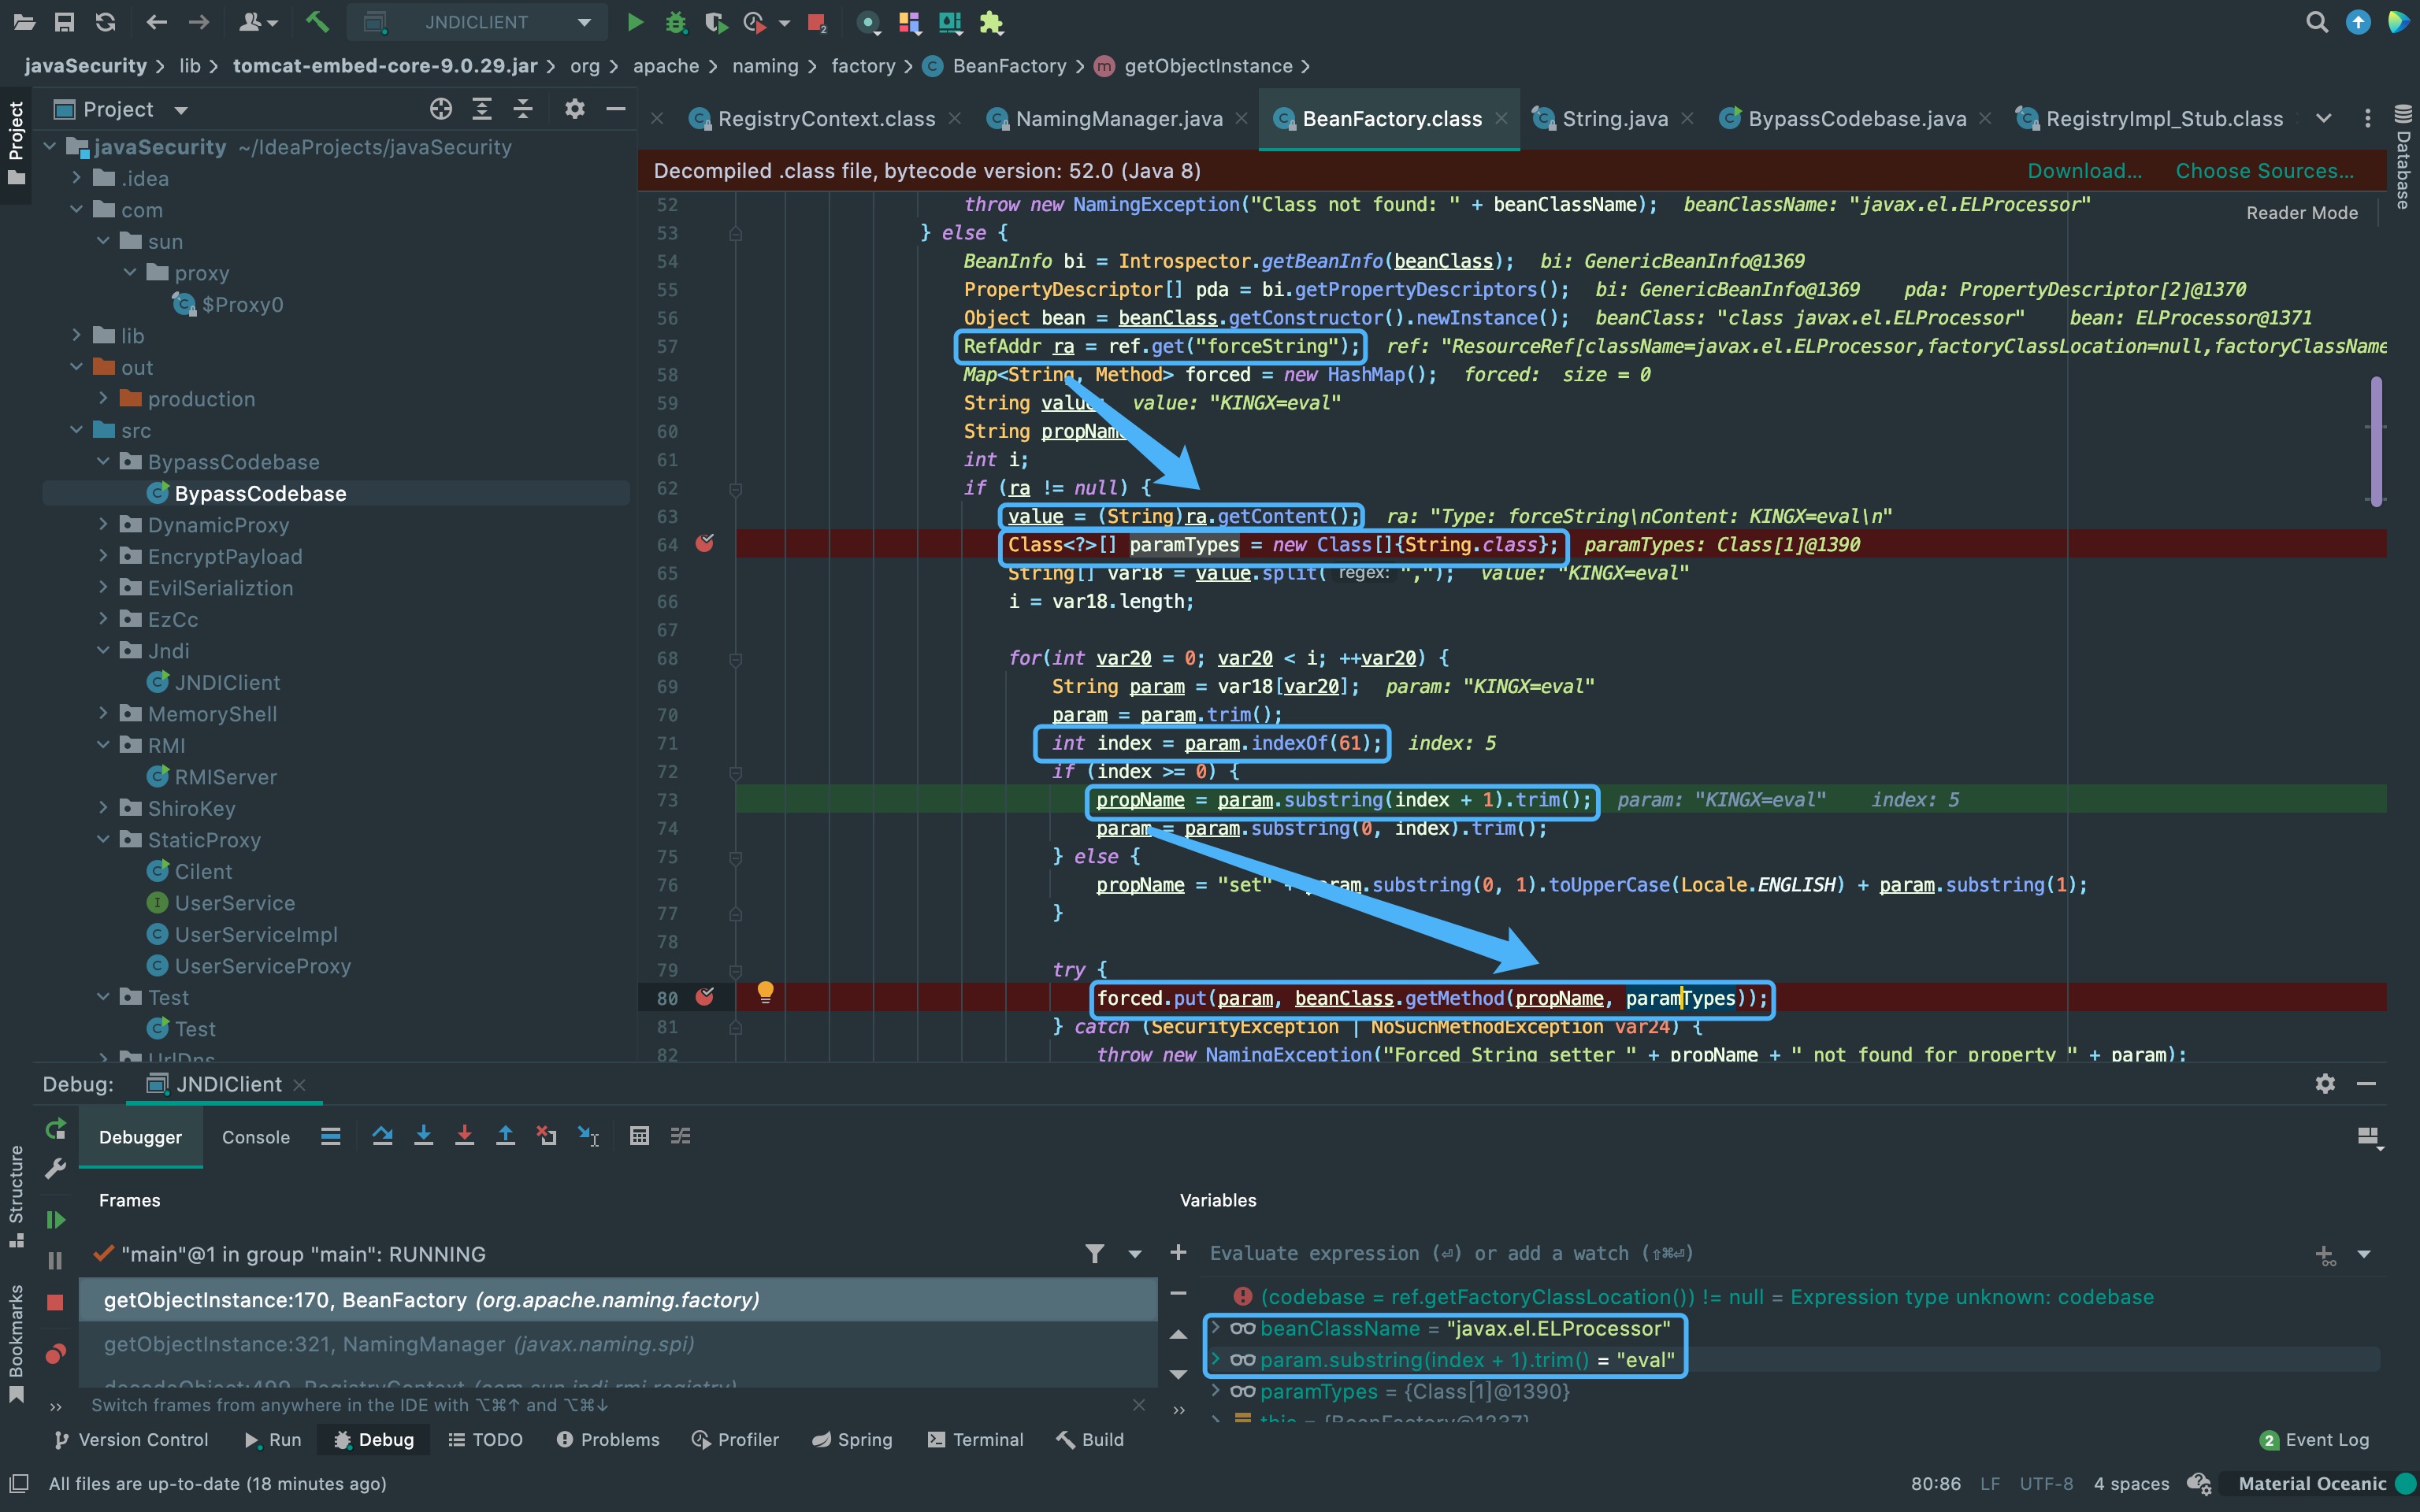 JNDICLIENT
javaSecurity > lib > tomcat-embed-core-9.0.29.jar > org > apache > naming > factory > BeanFactory > getObjectInstance >
Project
RegistryContext.class
NamingManager.java
BeanFactory.class
String.java
BypassCodebase.java
RegistryImpl_Stub.class
Project
Database
Decompiled .class file, bytecode version: 52.0 (Java 8)
Download...
Choose Sources...
Reader Mode
javaSecurity ~/IdeaProjects/javaSecurity
.idea
com
sun
proxy
$Proxy0
lib
out
production
src
BypassCodebase
BypassCodebase
DynamicProxy
EncryptPayload
EvilSerializtion
EzCc
Jndi
JNDIClient
MemoryShell
RMI
RMIServer
ShiroKey
StaticProxy
Cilent
UserService
UserServiceImpl
UserServiceProxy
Test
Test
UrlDns
52 throw new NamingException("Class not found: " + beanClassName); beanClassName: "javax.el.ELProcessor"
53 } else {
54 BeanInfo bi = Introspector.getBeanInfo(beanClass); bi: GenericBeanInfo@1369
55 PropertyDescriptor[] pda = bi.getPropertyDescriptors(); bi: GenericBeanInfo@1369 pda: PropertyDescriptor[2]@1370
56 Object bean = beanClass.getConstructor().newInstance(); beanClass: "class javax.el.ELProcessor" bean: ELProcessor@1371
57 RefAddr ra = ref.get("forceString"); ref: "ResourceRef[className=javax.el.ELProcessor,factoryClassLocation=null,factoryClassName
58 Map<String, Method> forced = new HashMap(); forced: size = 0
59 String value; value: "KINGX=eval"
60 String propName
61 int i;
62 if (ra != null) {
63 value = (String)ra.getContent(); ra: "Type: forceString\nContent: KINGX=eval\n"
64 Class<?>[] paramTypes = new Class[]{String.class}; paramTypes: Class[1]@1390
65 String[] var18 = value.split( regex: ","); value: "KINGX=eval"
66 i = var18.length;
67
68 for(int var20 = 0; var20 < i; ++var20) {
69 String param = var18[var20]; param: "KINGX=eval"
70 param = param.trim();
71 int index = param.indexOf(61); index: 5
72 if (index >= 0) {
73 propName = param.substring(index + 1).trim(); param: "KINGX=eval" index: 5
74 param = param.substring(0, index).trim();
75 } else {
76 propName = "set" + param.substring(0, 1).toUpperCase(Locale.ENGLISH) + param.substring(1);
77 }
78
79 try {
80 forced.put(param, beanClass.getMethod(propName, paramTypes));
81 } catch (SecurityException | NoSuchMethodException var24) {
82 throw new NamingException("Forced String setter " + propName + " not found for property " + param);
Debug: JNDIClient
Debugger
Console
Structure
Bookmarks
Frames
"main"@1 in group "main": RUNNING
getObjectInstance:170, BeanFactory (org.apache.naming.factory)
getObjectInstance:321, NamingManager (javax.naming.spi)
decodeObject:499, RegistryContext (com.sun.jndi.rmi.registry)
Switch frames from anywhere in the IDE with ⌥⌘↑ and ⌥⌘↓
Variables
Evaluate expression (⏎) or add a watch (⇧⌘⏎)
(codebase = ref.getFactoryClassLocation()) != null = Expression type unknown: codebase
beanClassName = "javax.el.ELProcessor"
param.substring(index + 1).trim() = "eval"
paramTypes = {Class[1]@1390}
this = {BeanFactory@1237}
Version Control
Run
Debug
TODO
Problems
Profiler
Spring
Terminal
Build
2 Event Log
All files are up-to-date (18 minutes ago)
80:86
LF
UTF-8
4 spaces
Material Oceanic